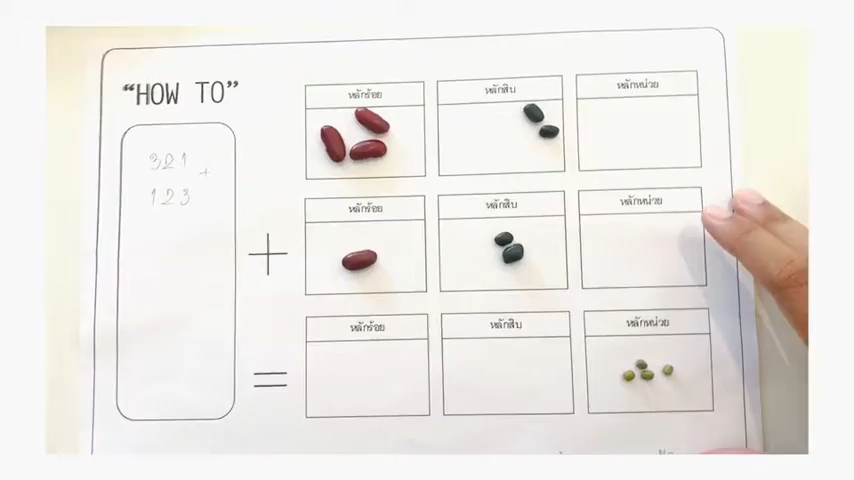 “HOW TO”
321 +
123
หลักร้อย หลักสิบ หลักหน่วย
+
หลักร้อย หลักสิบ หลักหน่วย
=
หลักร้อย หลักสิบ หลักหน่วย